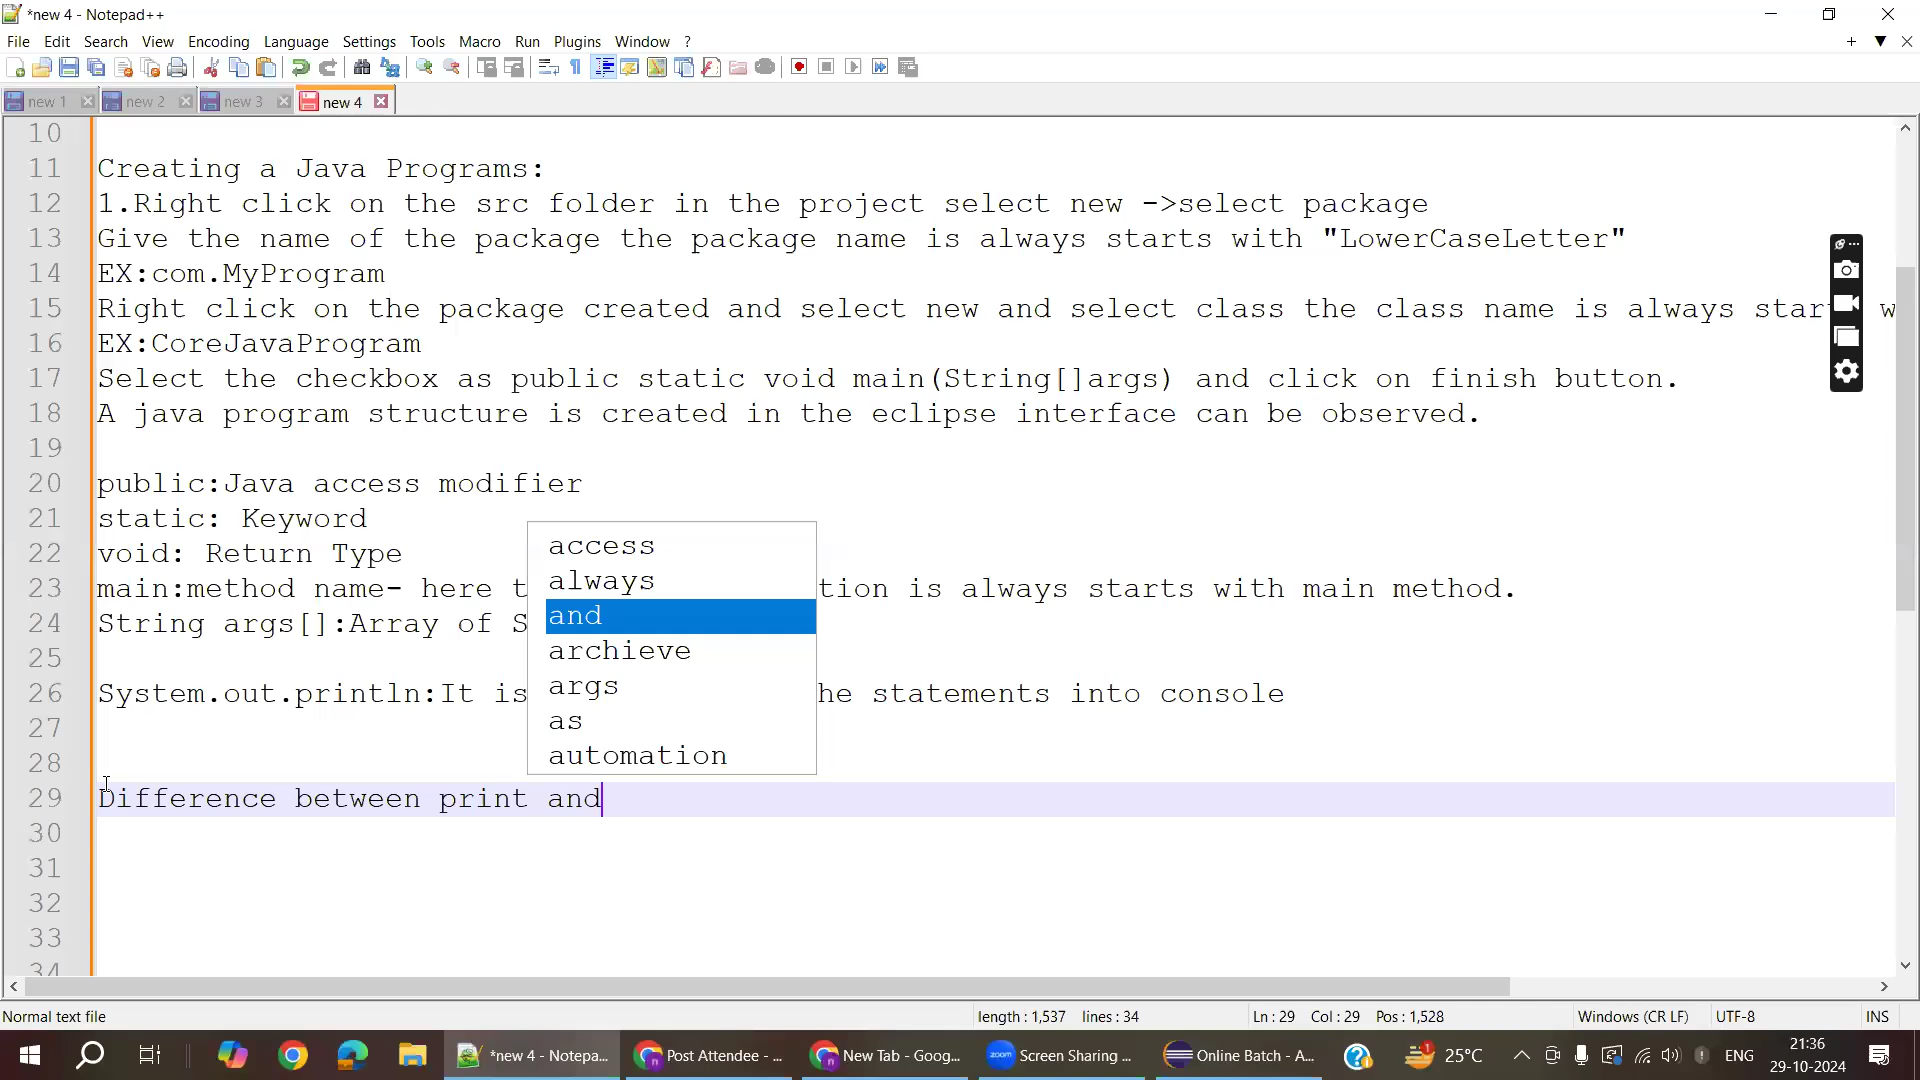 *new 4 - Notepad++
File Edit Search View Encoding Language Settings Tools Macro Run Plugins Window ?
new 1 new 2 new 3 new 4
10
11 Creating a Java Programs:
12 1.Right click on the src folder in the project select new ->select package
13 Give the name of the package the package name is always starts with "LowerCaseLetter"
14 EX:com.MyProgram
15 Right click on the package created and select new and select class the class name is always star w
16 EX:CoreJavaProgram
17 Select the checkbox as public static void main(String[]args) and click on finish button.
18 A java program structure is created in the eclipse interface can be observed.
19
20 public:Java access modifier
21 static: Keyword
22 void: Return Type
23 main:method name- here t tion is always starts with main method.
24 String args[]:Array of S
25
26 System.out.println:It is he statements into console
27
28
29 Difference between print and
30
31
32
33
34
access
always
and
archieve
args
as
automation
Normal text file length : 1,537 lines : 34 Ln : 29 Col : 29 Pos : 1,528 Windows (CR LF) UTF-8 INS
*new 4 - Notepa... Post Attendee - ... New Tab - Goog... zoom Screen Sharing ... Online Batch - A... 1 25°C ENG 21:36
29-10-2024